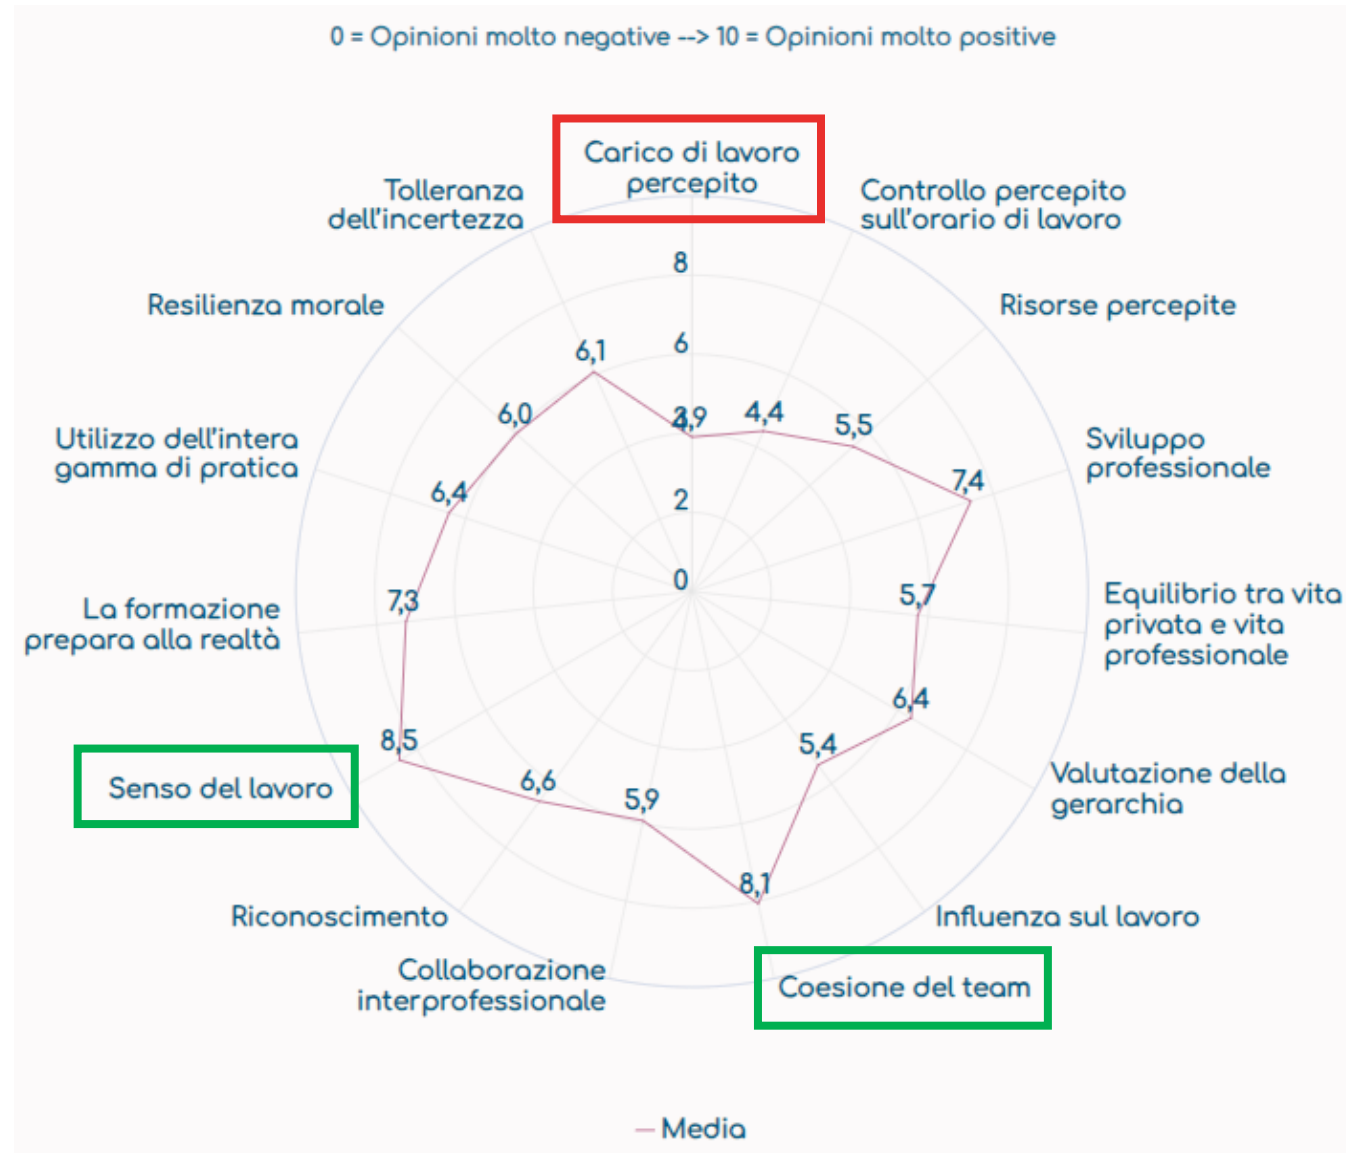 0 = Opinioni molto negative --> 10 = Opinioni molto positive
Carico di lavoro
percepito
Controllo percepito
sull'orario di lavoro
Risorse percepite
Sviluppo
professionale
Equilibrio tra vita
privata e vita
professionale
Valutazione della
gerarchia
Influenza sul lavoro
Coesione del team
Collaborazione
interprofessionale
Riconoscimento
Senso del lavoro
La formazione
prepara alla realtà
Utilizzo dell'intera
gamma di pratica
Resilienza morale
Tolleranza
dell'incertezza
8
6
2
0
3,9
4,4
5,5
7,4
5,7
6,4
5,4
8,1
5,9
6,6
8,5
7,3
6,4
6,0
6,1
Media